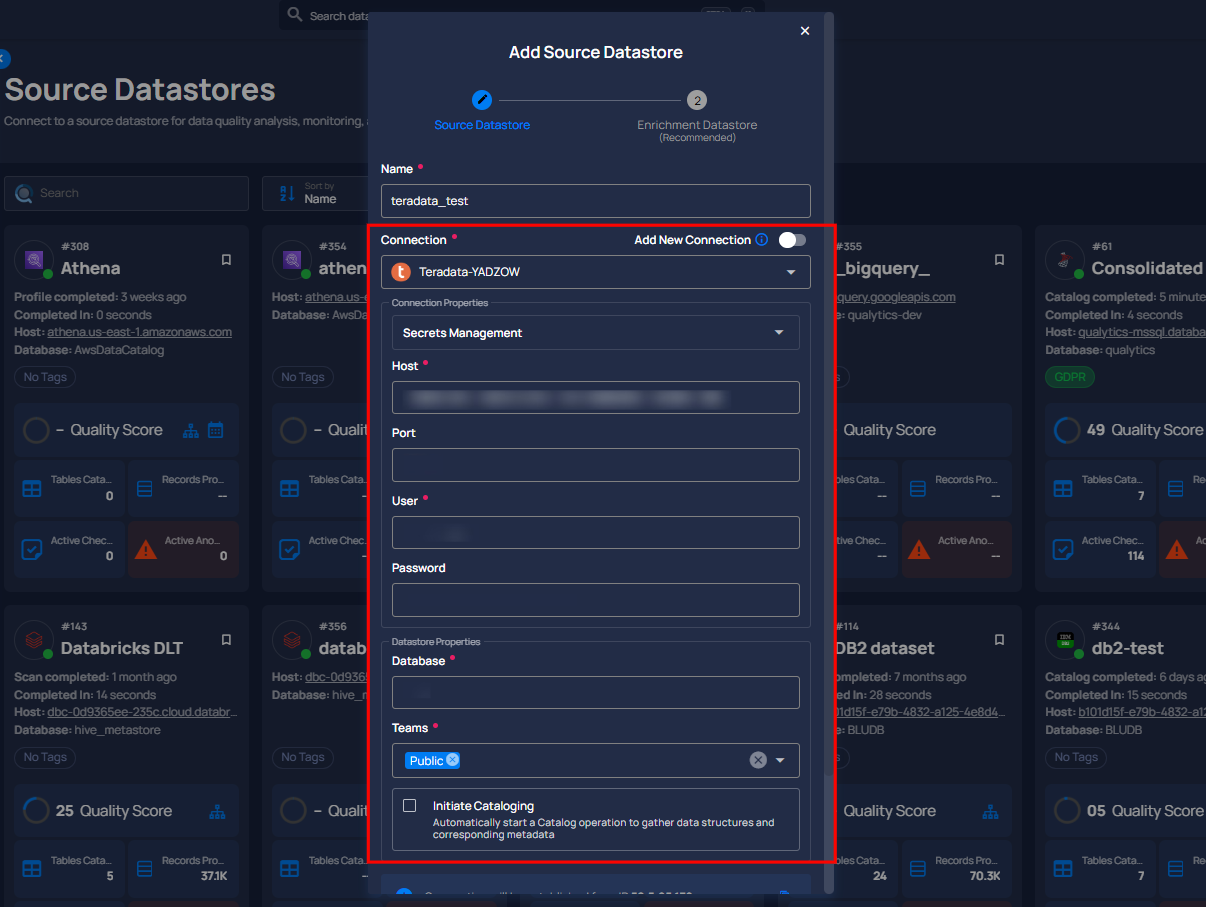 Search data
Add Source Datastore
Source Datastores
Connect to a source datastore for data quality analysis, monitoring,
2
Source Datastore
Enrichment Datastore
(Recommended)
Name
teradata_test
Search
Sort by
Name
Connection
Add New Connection
Teradata-YADZOW
Connection Properties
Secrets Management
Host
Port
User
Password
Datastore Properties
Database
Teams
Public
Initiate Cataloging
Automatically start a Catalog operation to gather data structures and
corresponding metadata
#308
Athena
Profile completed: 3 weeks ago
Completed In: 0 seconds
Host: athena.us-east-1.amazonaws.com
Database: AwsDataCatalog
No Tags
– Quality Score
Tables Cata...
0
Records Pro...
--
Active Chec...
0
Active Ano...
0
#354
athen
Host: athena.us-e
Database: AwsDa
No Tags
– Quali
Tables Cata
Active Chec
#355
_bigquery_
query.googleapis.com
: qualytics-dev
Quality Score
les Cata...
--
Records Pro...
--
ive Chec...
--
Active Ano...
--
#61
Consolidated
Catalog completed: 5 minute
Completed In: 4 seconds
Host: qualytics-mssql.databa
Database: qualytics
GDPR
49 Quality Score
Tables Cata...
7
Re
Active Chec...
114
Ac
#143
Databricks DLT
Scan completed: 1 month ago
Completed In: 14 seconds
Host: dbc-0d9365ee-235c.cloud.databr...
Database: hive_metastore
No Tags
25 Quality Score
Tables Cata...
5
Records Pro...
37.1K
#356
datab
Host: dbc-0d936
Database: hive_m
No Tags
– Quali
Tables Cata
#114
DB2 dataset
mpleted: 7 months ago
ed In: 28 seconds
01d15f-e79b-4832-a125-4e8d4...
e: BLUDB
Quality Score
les Cata...
24
Records Pro...
70.3K
#344
db2-test
Catalog completed: 6 days ag
Completed In: 15 seconds
Host: b101d15f-e79b-4832-a12
Database: BLUDB
No Tags
05 Quality Score
Tables Cata...
7
Re